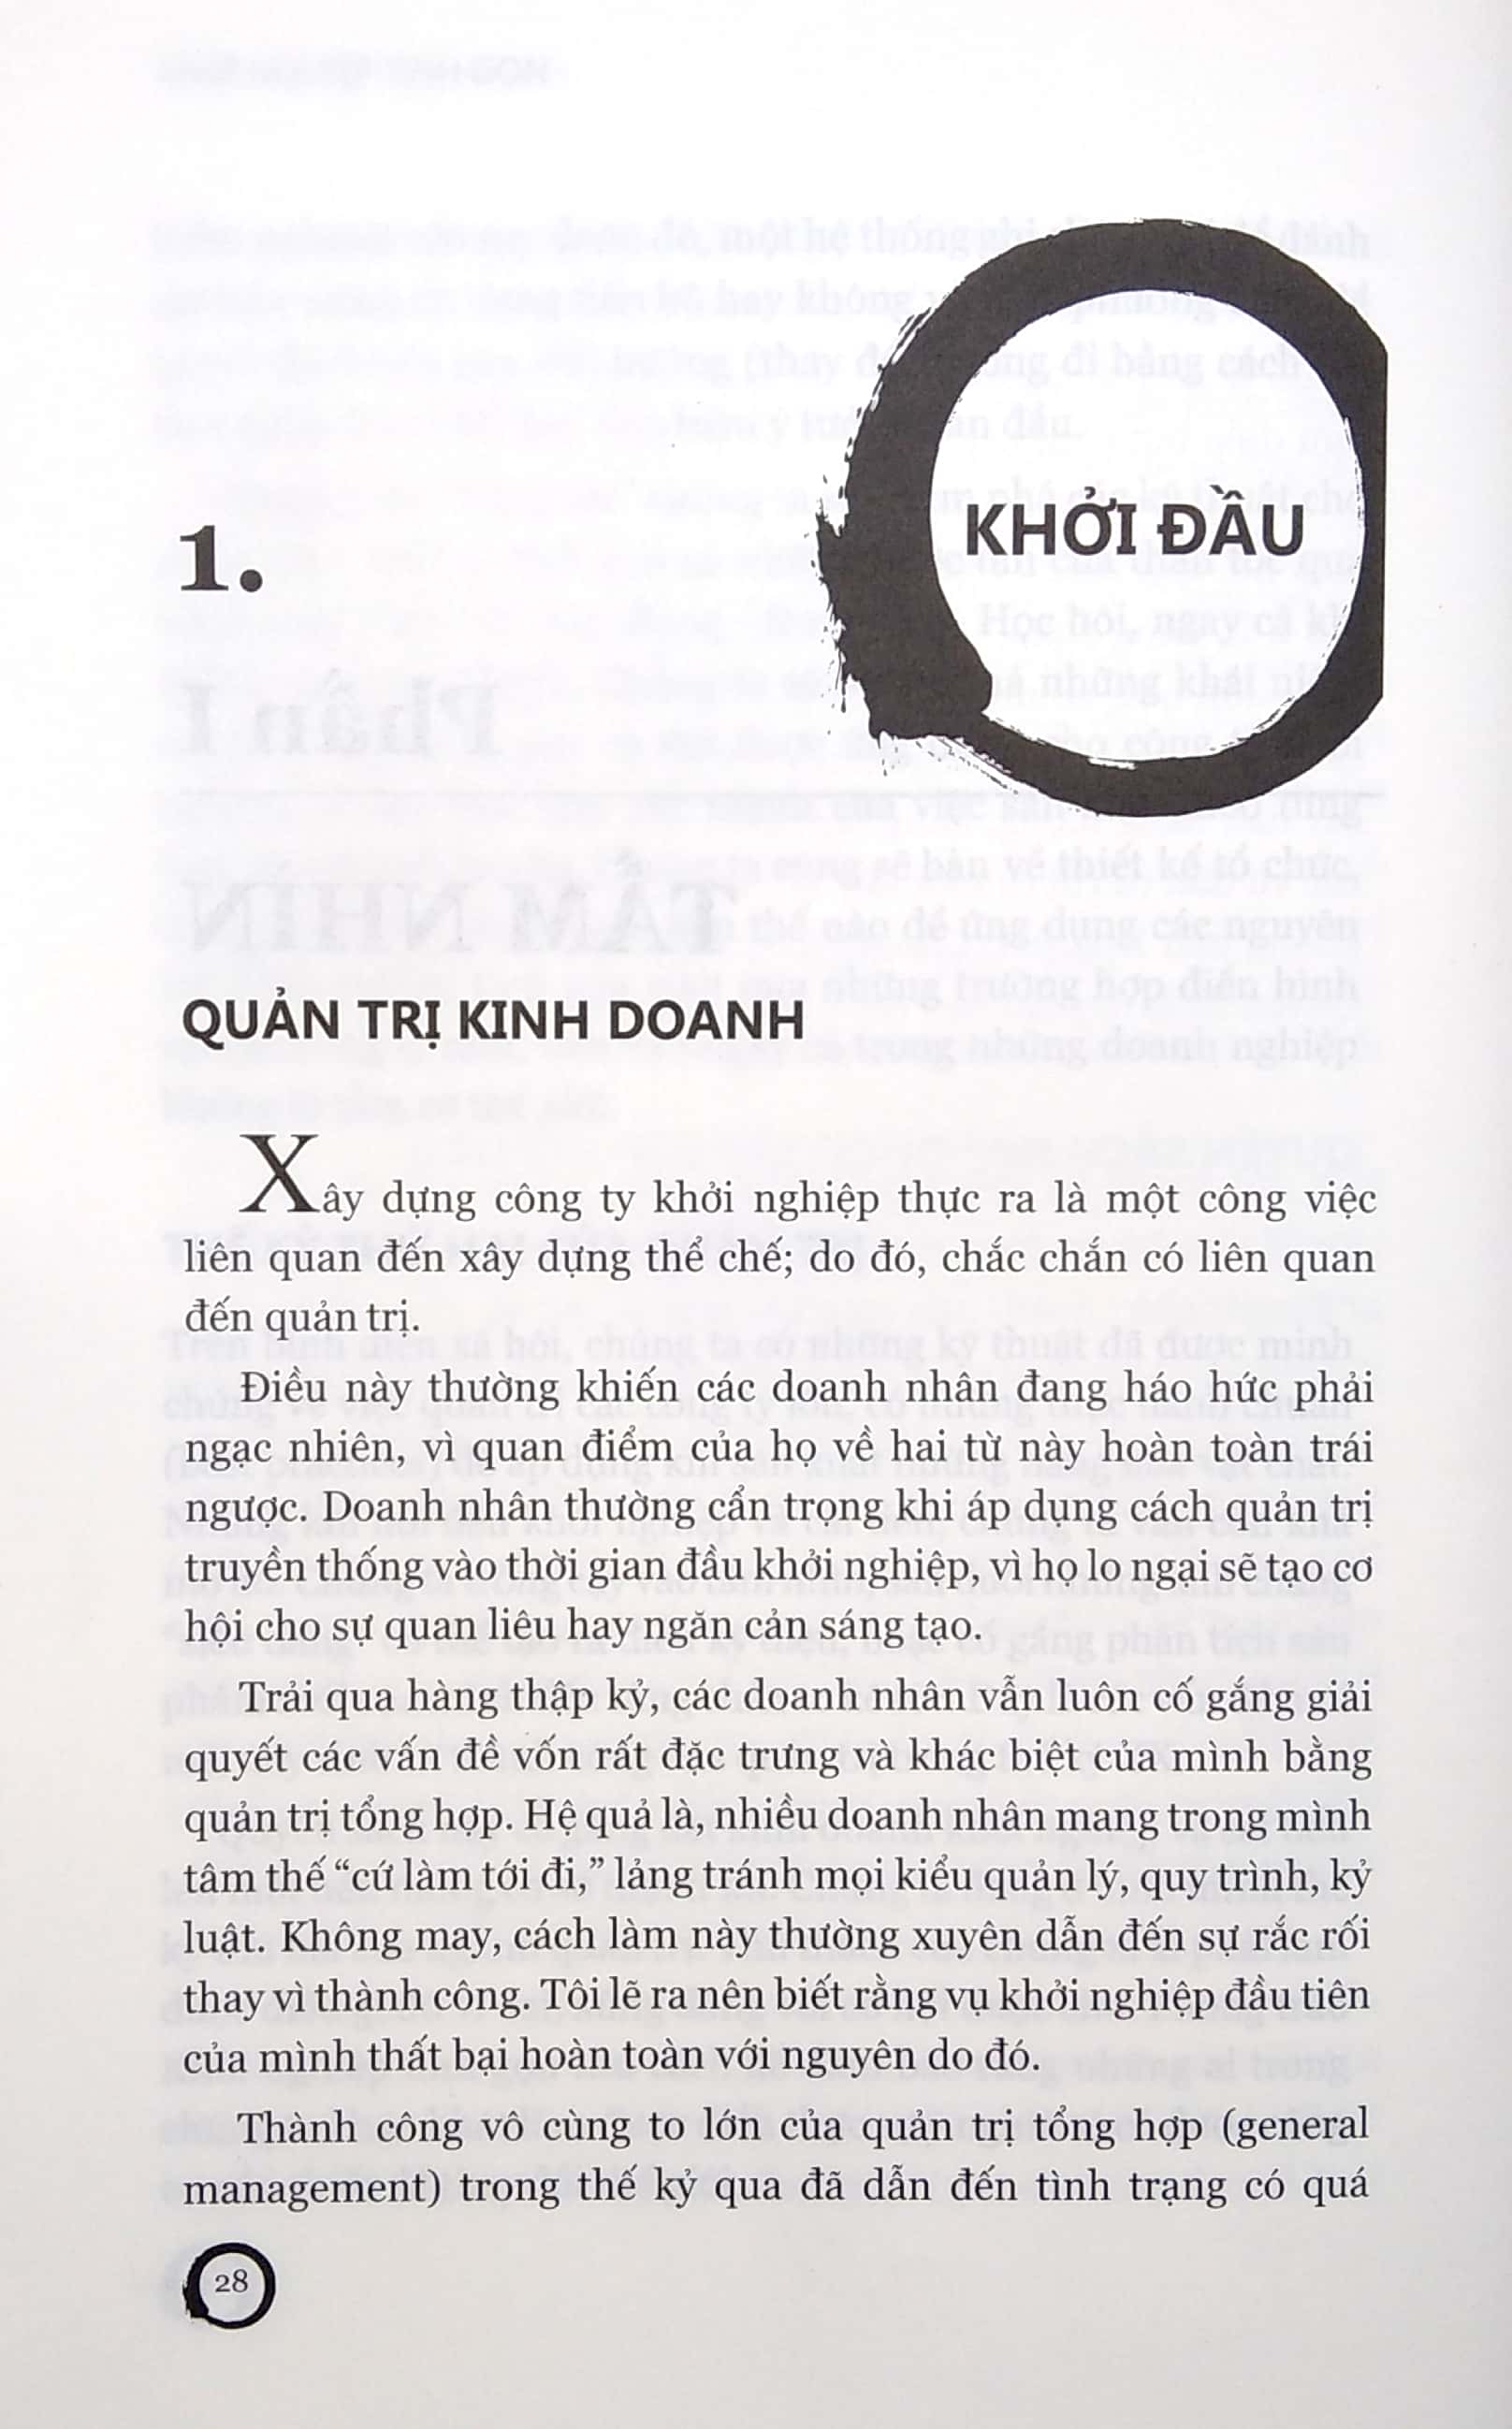 1.
KHỞI ĐẦU
QUẢN TRỊ KINH DOANH
Xây dựng công ty khởi nghiệp thực ra là một công việc
liên quan đến xây dựng thể chế; do đó, chắc chắn có liên quan
đến quản trị.
Điều này thường khiến các doanh nhân đang háo hức phải
ngạc nhiên, vì quan điểm của họ về hai từ này hoàn toàn trái
ngược. Doanh nhân thường cẩn trọng khi áp dụng cách quản trị
truyền thống vào thời gian đầu khởi nghiệp, vì họ lo ngại sẽ tạo cơ
hội cho sự quan liêu hay ngăn cản sáng tạo.
Trải qua hàng thập kỷ, các doanh nhân vẫn luôn cố gắng giải
quyết các vấn đề vốn rất đặc trưng và khác biệt của mình bằng
quản trị tổng hợp. Hệ quả là, nhiều doanh nhân mang trong mình
tâm thế “cứ làm tới đi,” lảng tránh mọi kiểu quản lý, quy trình, kỷ
luật. Không may, cách làm này thường xuyên dẫn đến sự rắc rối
thay vì thành công. Tôi lẽ ra nên biết rằng vụ khởi nghiệp đầu tiên
của mình thất bại hoàn toàn với nguyên do đó.
Thành công vô cùng to lớn của quản trị tổng hợp (general
management) trong thế kỷ qua đã dẫn đến tình trạng có quá
28